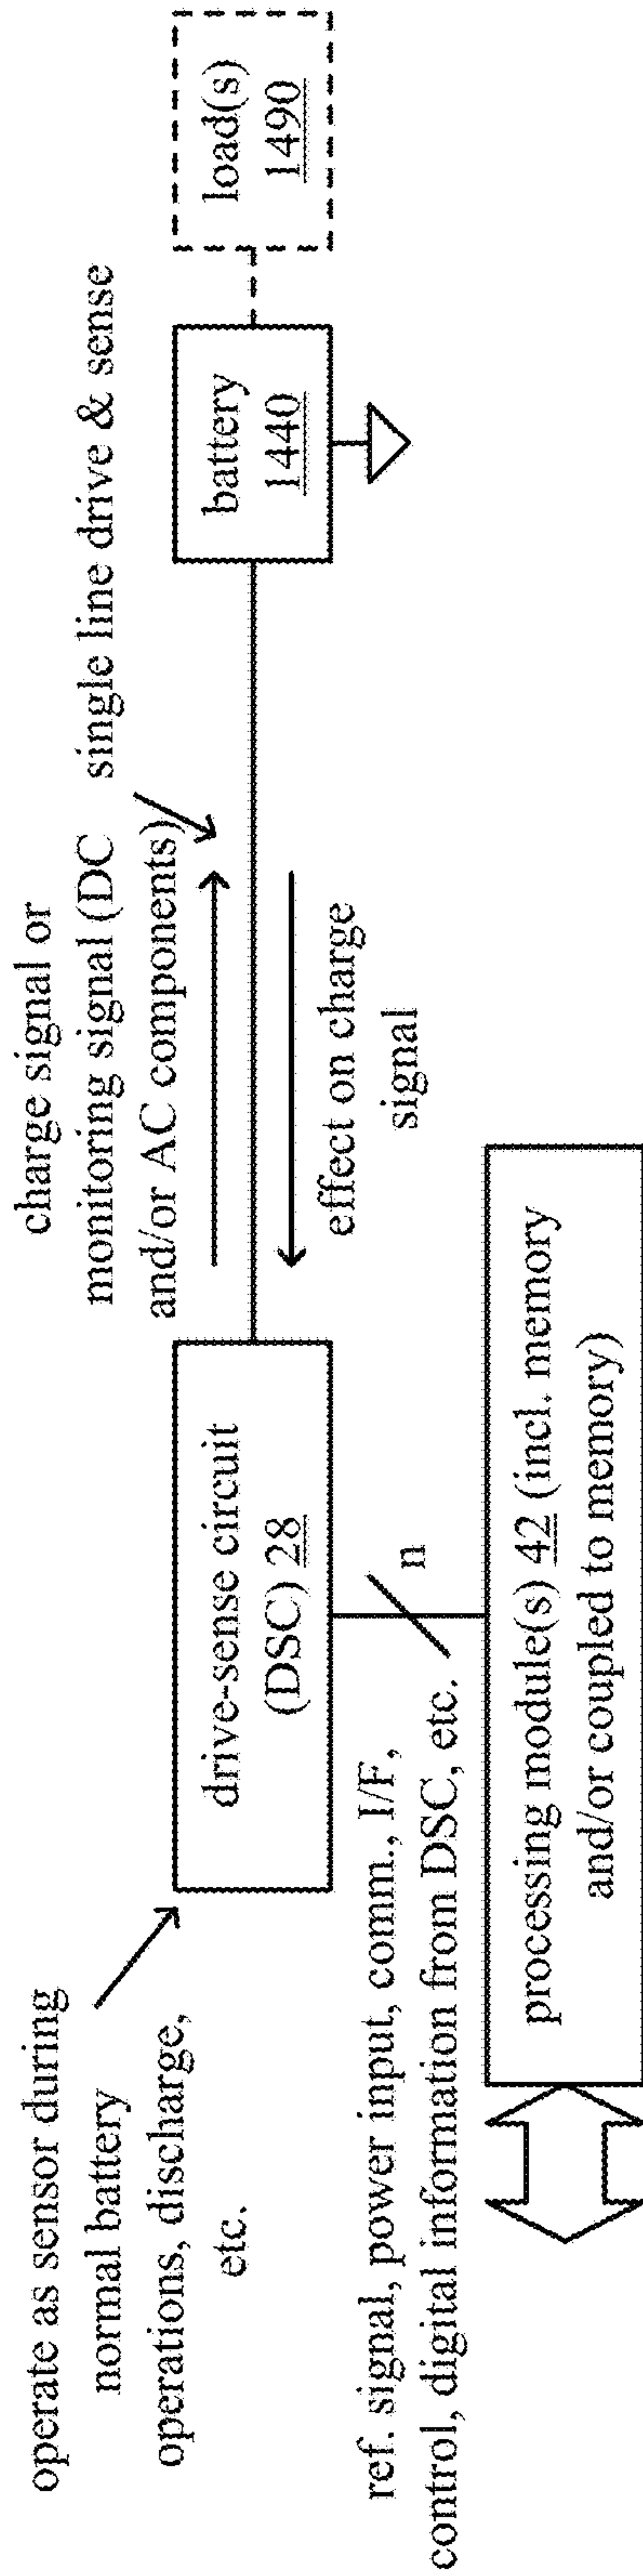 operate as sensor during
normal battery
operations, discharge,
etc.
charge signal or
monitoring signal (DC
and/or AC components)
single line drive & sense
drive-sense circuit
(DSC) 28
effect on charge
signal
battery
1440
load(s)
1490
ref. signal, power input, comm., I/F,
control, digital information from DSC, etc.
n
processing module(s) 42 (incl. memory
and/or coupled to memory)